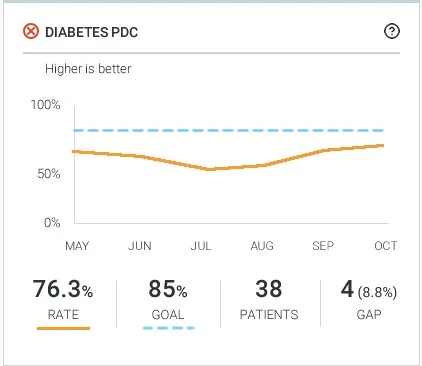 DIABETES PDC
?
Higher is better
100%
50%
0%
MAY JUN JUL AUG SEP OCT
76.3% 85% 38 4 (8.8%)
RATE GOAL PATIENTS GAP